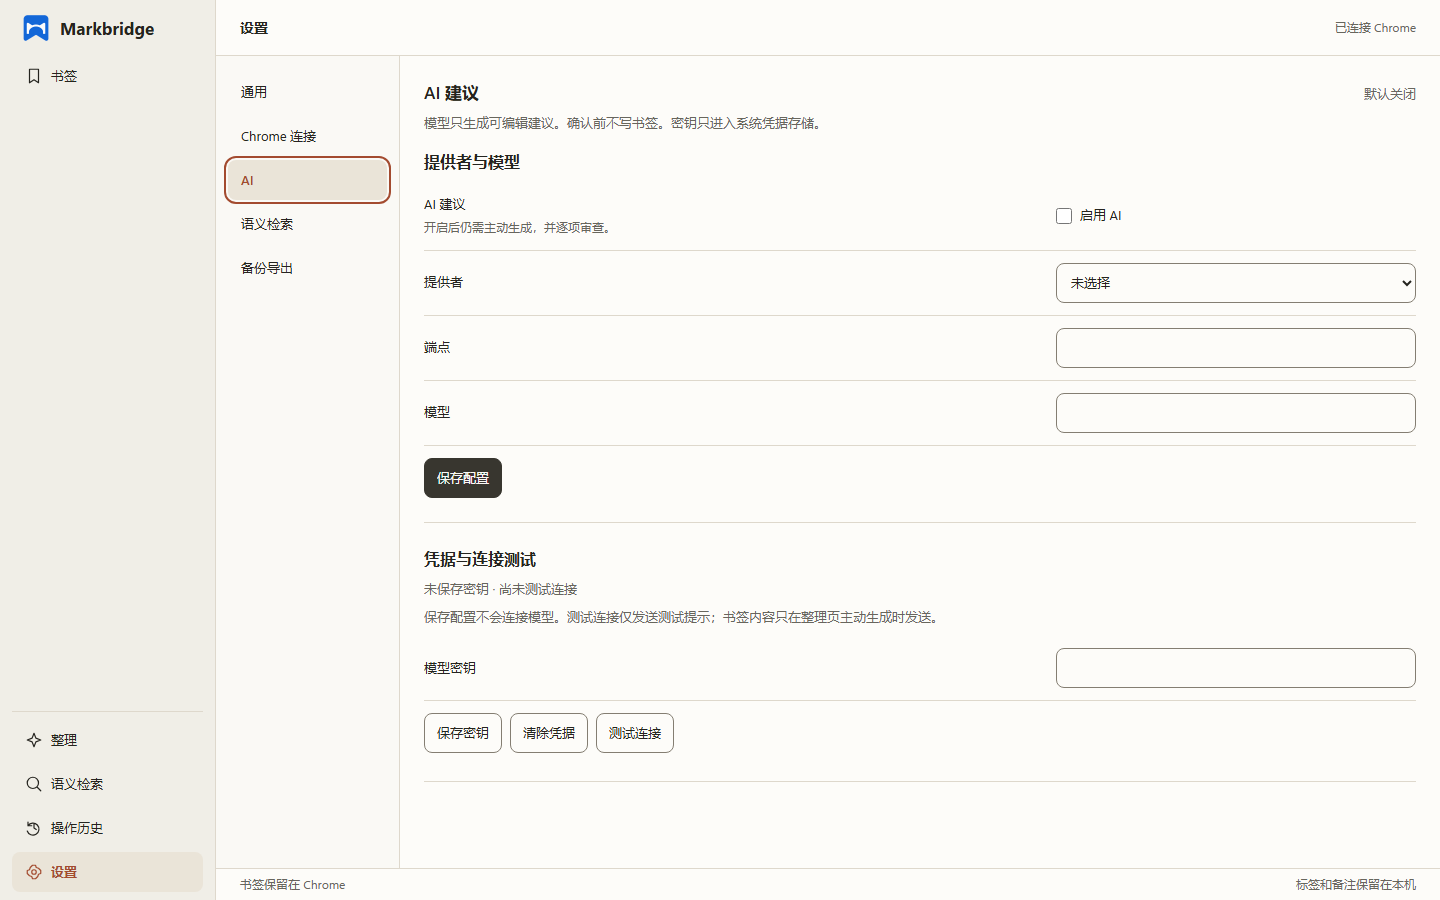 Markbridge
书签
整理
语义检索
操作历史
设置
设置
已连接 Chrome
通用
Chrome 连接
AI
语义检索
备份导出
AI 建议
默认关闭
模型只生成可编辑建议。确认前不写书签。密钥只进入系统凭据存储。
提供者与模型
AI 建议
开启后仍需主动生成，并逐项审查。
启用 AI
提供者
未选择
端点
模型
保存配置
凭据与连接测试
未保存密钥 · 尚未测试连接
保存配置不会连接模型。测试连接仅发送测试提示；书签内容只在整理页主动生成时发送。
模型密钥
保存密钥
清除凭据
测试连接
书签保留在 Chrome
标签和备注保留在本机